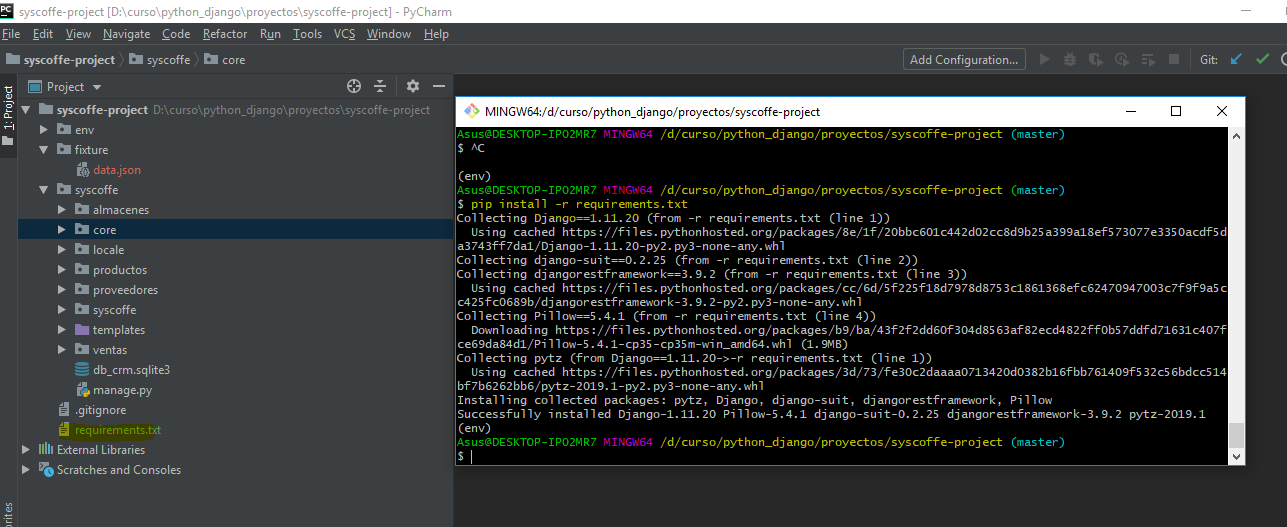 syscoffe-project [D:\curso\python_django\proyectos\syscoffe-project] - PyCharm
File Edit View Navigate Code Refactor Run Tools VCS Window Help
syscoffe-project syscoffe core Add Configuration... Git:
1: Project
Project
syscoffe-project D:\curso\python_django\proyectos\syscoffe-project
env
fixture
data.json
syscoffe
almacenes
core
locale
productos
proveedores
syscoffe
templates
ventas
db_crm.sqlite3
manage.py
.gitignore
requirements.txt
External Libraries
Scratches and Consoles
MINGW64:/d/curso/python_django/proyectos/syscoffe-project
Asus@DESKTOP-IPO2MR7 MINGW64 /d/curso/python_django/proyectos/syscoffe-project (master)
$ ^C
(env)
Asus@DESKTOP-IPO2MR7 MINGW64 /d/curso/python_django/proyectos/syscoffe-project (master)
$ pip install -r requirements.txt
Collecting Django==1.11.20 (from -r requirements.txt (line 1))
Using cached https://files.pythonhosted.org/packages/8e/1f/20bbc601c442d02cc8d9b25a399a18ef573077e3350acdf5d
a3743ff7da1/Django-1.11.20-py2.py3-none-any.whl
Collecting django-suit==0.2.25 (from -r requirements.txt (line 2))
Collecting djangorestframework==3.9.2 (from -r requirements.txt (line 3))
Using cached https://files.pythonhosted.org/packages/cc/6d/5f225f18d7978d8753c1861368efc62470947003c7f9f9a5c
c425fc0689b/djangorestframework-3.9.2-py2.py3-none-any.whl
Collecting Pillow==5.4.1 (from -r requirements.txt (line 4))
Downloading https://files.pythonhosted.org/packages/b9/ba/43f2f2dd60f304d8563af82ecd4822ff0b57ddfd71631c407f
ce69da84d1/Pillow-5.4.1-cp35-cp35m-win_amd64.whl (1.9MB)
Collecting pytz (from Django==1.11.20->-r requirements.txt (line 1))
Using cached https://files.pythonhosted.org/packages/3d/73/fe30c2daaaa0713420d0382b16fbb761409f532c56bdcc514
bf7b6262bb6/pytz-2019.1-py2.py3-none-any.whl
Installing collected packages: pytz, Django, django-suit, djangorestframework, Pillow
Successfully installed Django-1.11.20 Pillow-5.4.1 django-suit-0.2.25 djangorestframework-3.9.2 pytz-2019.1
(env)
Asus@DESKTOP-IPO2MR7 MINGW64 /d/curso/python_django/proyectos/syscoffe-project (master)
$